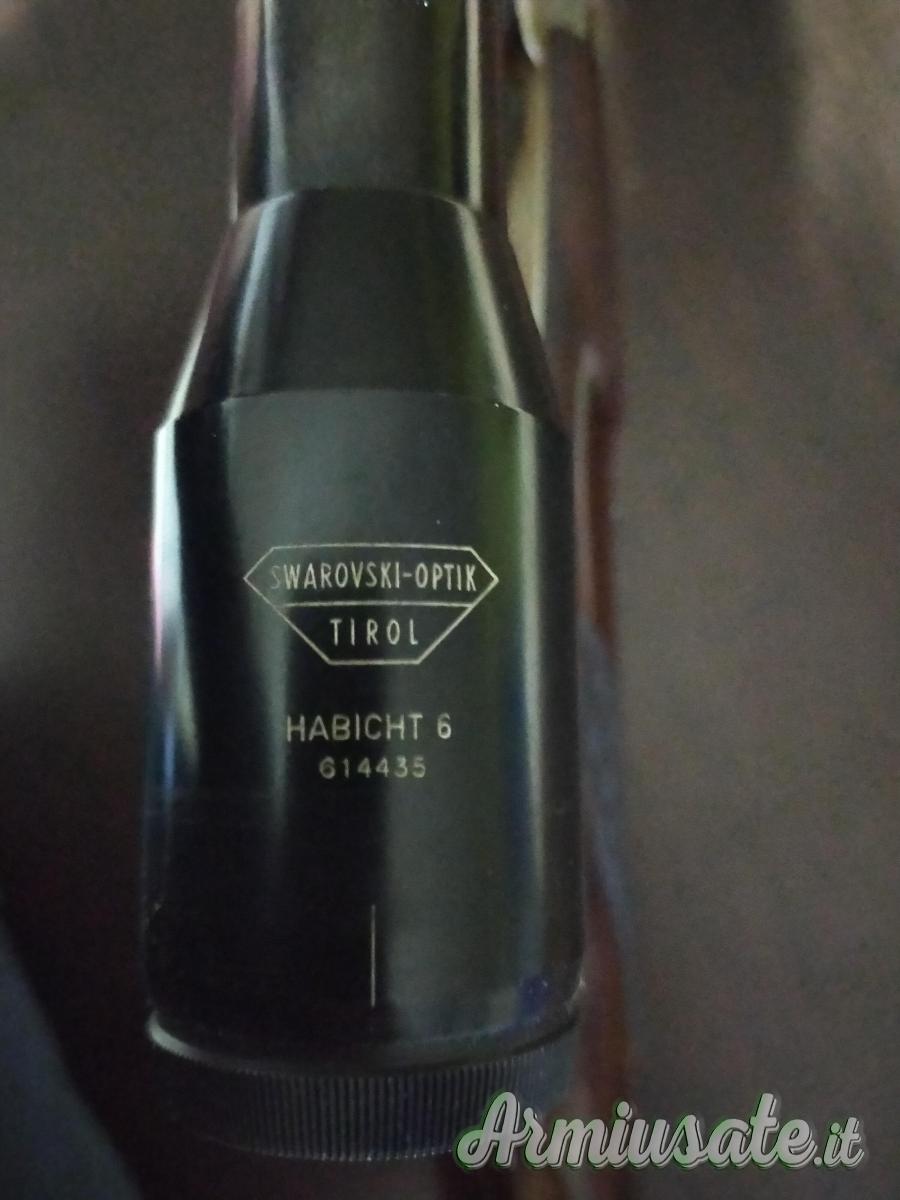 SWAROVSKI-OPTIK
TIROL
HABICHT 6
614435
Armiusate.it